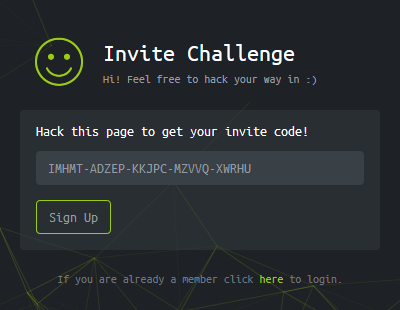 Invite Challenge
Hi! Feel free to hack your way in :)
Hack this page to get your invite code!
IMHMT-ADZEP-KKJPC-MZVVQ-XWRHU
Sign Up
If you are already a member click here to login.